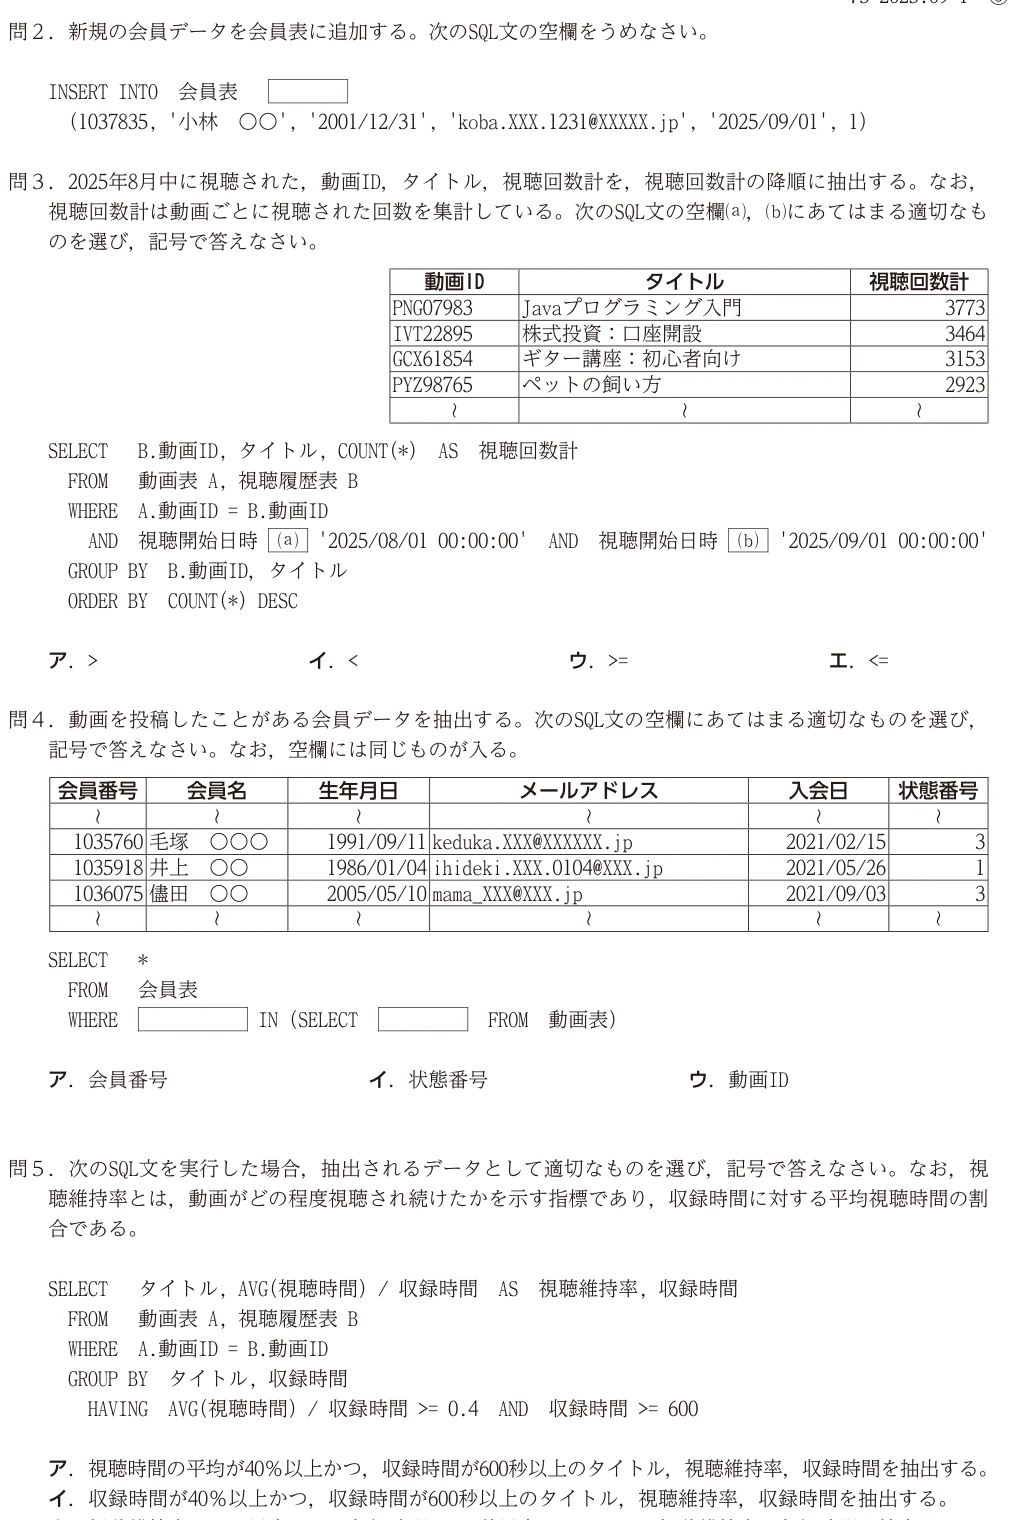 問２．新規の会員データを会員表に追加する。次のSQL文の空欄をうめなさい。
INSERT INTO 会員表
(1037835, '小林　○○', '2001/12/31', 'koba.XXX.1231@XXXXX.jp', '2025/09/01', 1)
問３．2025年8月中に視聴された，動画ID，タイトル，視聴回数計を，視聴回数計の降順に抽出する。なお，
視聴回数計は動画ごとに視聴された回数を集計している。次のSQL文の空欄(a)，(b)にあてはまる適切なも
のを選び，記号で答えなさい。
動画ID タイトル 視聴回数計
PNG07983 Javaプログラミング入門 3773
IVT22895 株式投資：口座開設 3464
GCX61854 ギター講座：初心者向け 3153
PYZ98765 ペットの飼い方 2923
～ ～ ～
SELECT B.動画ID, タイトル, COUNT(*) AS 視聴回数計
FROM 動画表 A, 視聴履歴表 B
WHERE A.動画ID = B.動画ID
AND 視聴開始日時 (a) '2025/08/01 00:00:00' AND 視聴開始日時 (b) '2025/09/01 00:00:00'
GROUP BY B.動画ID, タイトル
ORDER BY COUNT(*) DESC
ア．> イ．< ウ．>= エ．<=
問４．動画を投稿したことがある会員データを抽出する。次のSQL文の空欄にあてはまる適切なものを選び，
記号で答えなさい。なお，空欄には同じものが入る。
会員番号 会員名 生年月日 メールアドレス 入会日 状態番号
～ ～ ～ ～ ～ ～
1035760 毛塚　○○○ 1991/09/11 keduka.XXX@XXXXXX.jp 2021/02/15 3
1035918 井上　○○ 1986/01/04 ihideki.XXX.0104@XXX.jp 2021/05/26 1
1036075 儘田　○○ 2005/05/10 mama_XXX@XXX.jp 2021/09/03 3
～ ～ ～ ～ ～ ～
SELECT *
FROM 会員表
WHERE IN (SELECT FROM 動画表)
ア．会員番号 イ．状態番号 ウ．動画ID
問５．次のSQL文を実行した場合，抽出されるデータとして適切なものを選び，記号で答えなさい。なお，視
聴維持率とは，動画がどの程度視聴され続けたかを示す指標であり，収録時間に対する平均視聴時間の割
合である。
SELECT タイトル, AVG(視聴時間) / 収録時間 AS 視聴維持率, 収録時間
FROM 動画表 A, 視聴履歴表 B
WHERE A.動画ID = B.動画ID
GROUP BY タイトル, 収録時間
HAVING AVG(視聴時間) / 収録時間 >= 0.4 AND 収録時間 >= 600
ア．視聴時間の平均が40％以上かつ，収録時間が600秒以上のタイトル，視聴維持率，収録時間を抽出する。
イ．収録時間が40％以上かつ，収録時間が600秒以上のタイトル，視聴維持率，収録時間を抽出する。